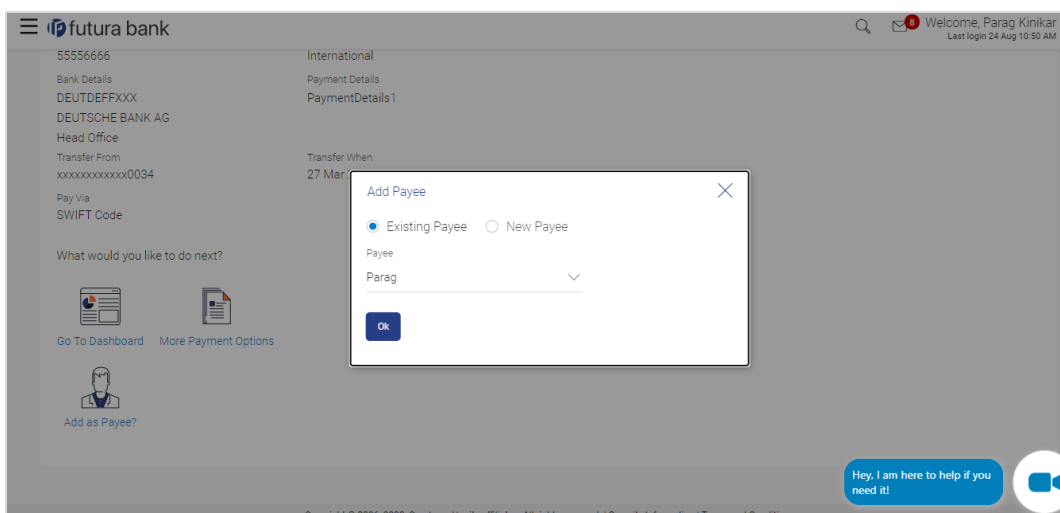 futura bank
8
Welcome, Parag Kinikar
Last login 24 Aug 10:50 AM
55556666
International
Bank Details
Payment Details
DEUTDEFFXXX
PaymentDetails1
DEUTSCHE BANK AG
Head Office
Transfer From
Transfer When
xxxxxxxxxxxx0034
27 Mar
Pay Via
SWIFT Code
What would you like to do next?
Go To Dashboard
More Payment Options
Add as Payee?
Add Payee
Existing Payee
New Payee
Payee
Parag
Ok
Hey, I am here to help if you
need it!